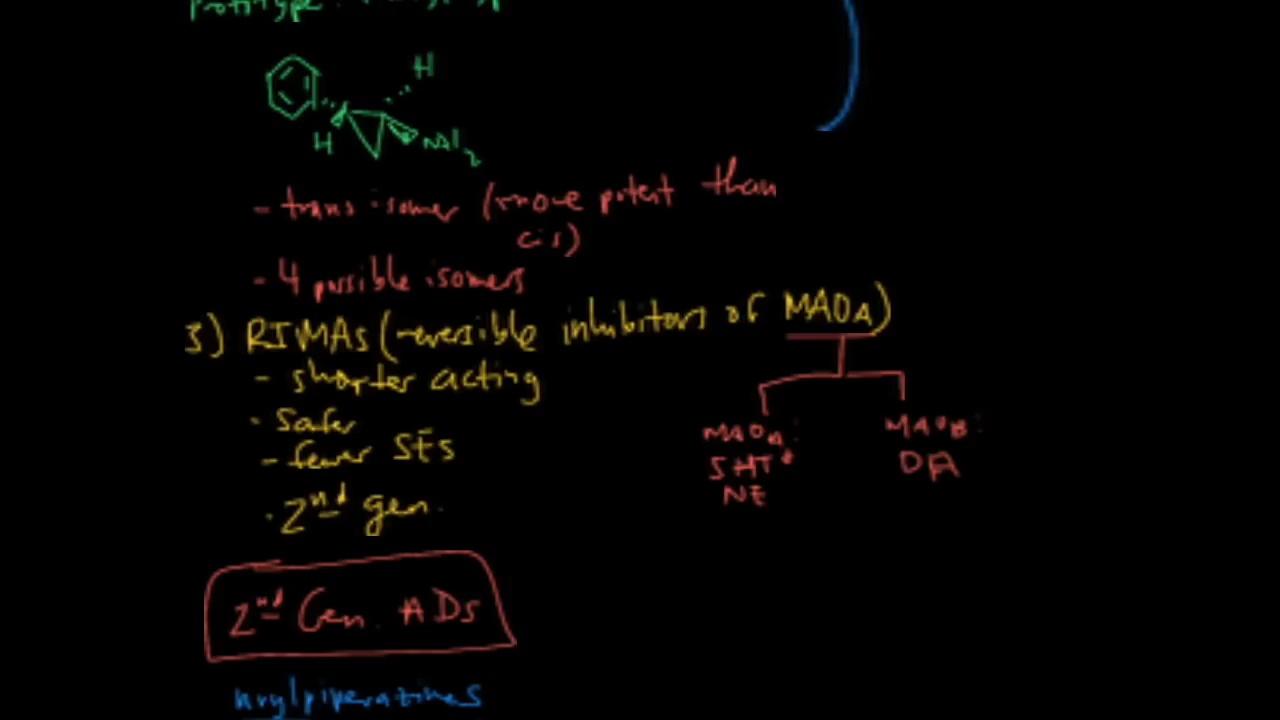 Prototype
H
H
NH2
- trans isomer (more potent than
cis)
- 4 possible isomers
3) RIMAs (reversible inhibitors of MAOA)
- shorter acting
- safer
- fewer SEs
- 2nd gen.
MAOA:
5HT*
NE
MAOB:
DA
2nd Gen. ADs
arylpiperazines